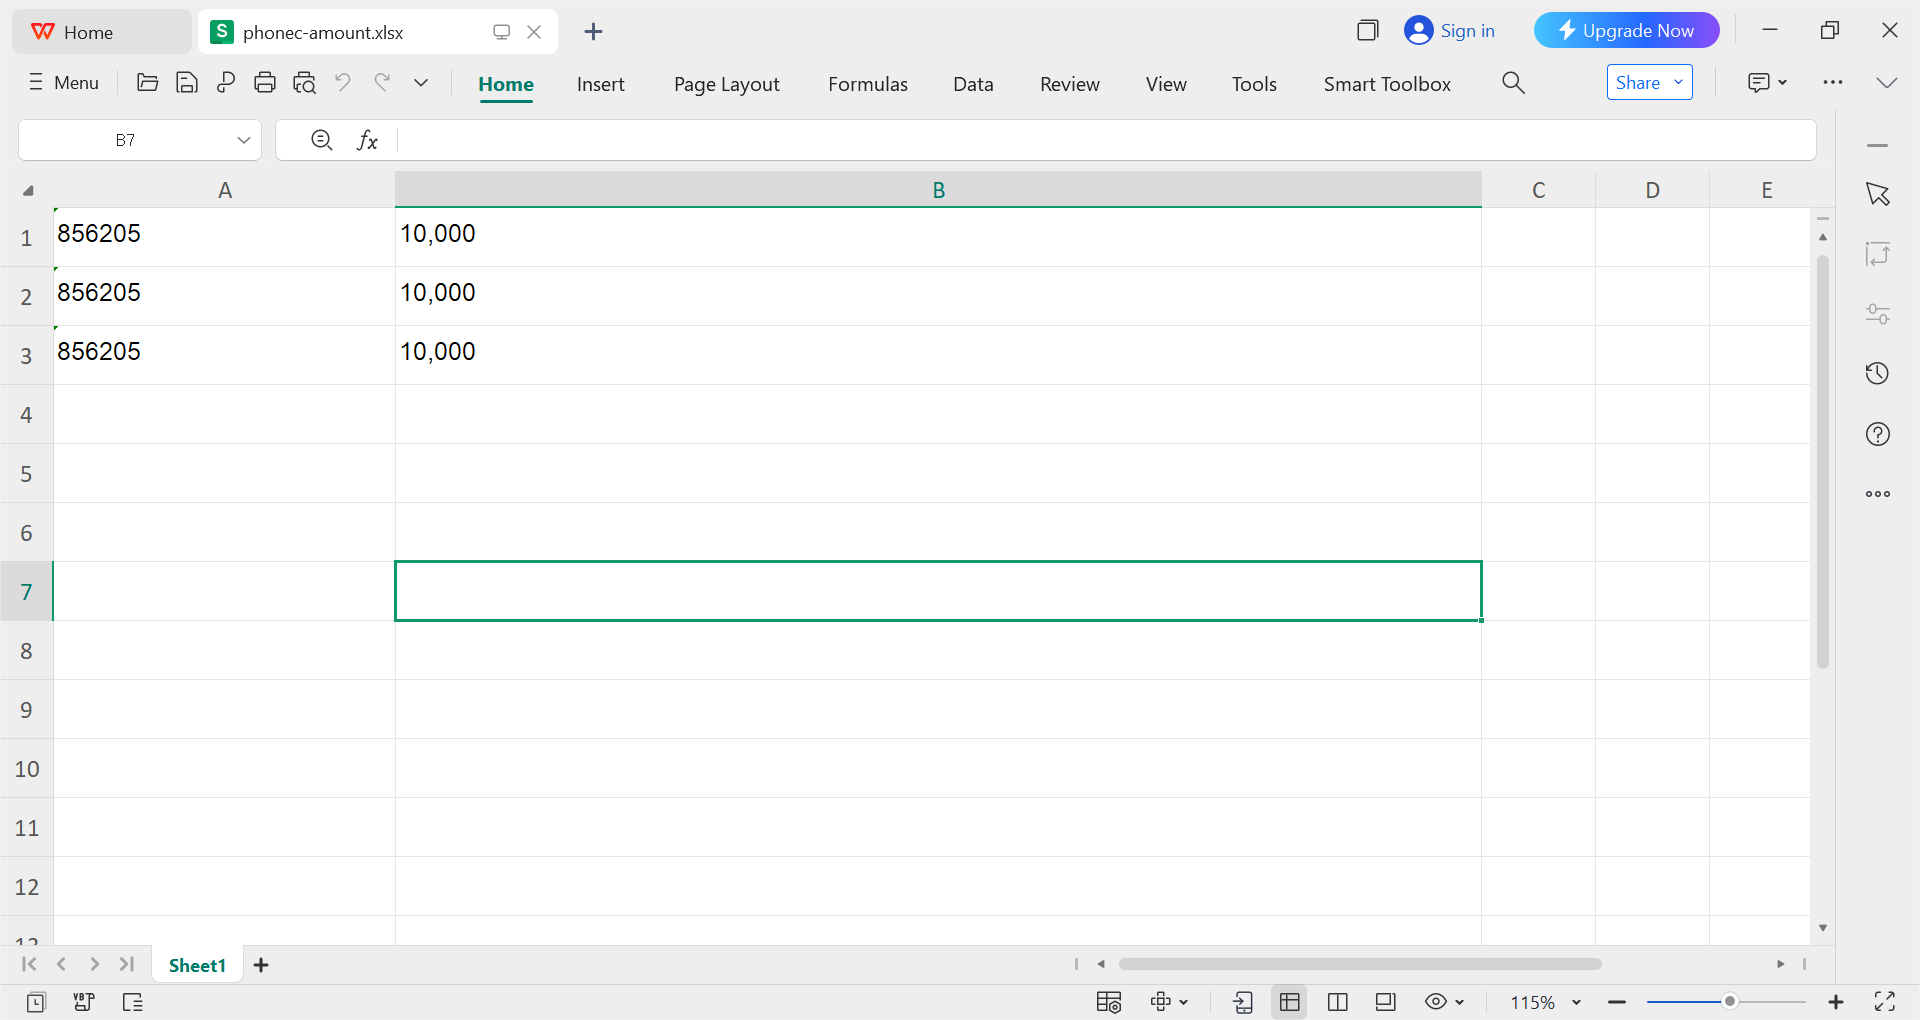 Home
phonec-amount.xlsx
Sign in
Upgrade Now
Menu
Home Insert Page Layout Formulas Data Review View Tools Smart Toolbox
Share
B7
fx
A B C D E
1 856205 10,000
2 856205 10,000
3 856205 10,000
4
5
6
7
8
9
10
11
12
13
Sheet1
115%